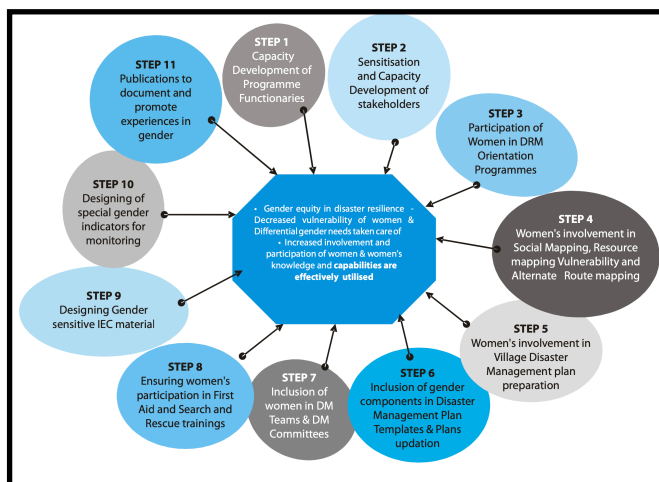 STEP 1
Capacity
Development of
Programme
Functionaries
STEP 2
Sensitisation
and Capacity
Development of
stakeholders
STEP 3
Participation of
Women in DRM
Orientation
Programmes
STEP 4
Women's involvement in
Social Mapping, Resource
mapping Vulnerability and
Alternate Route mapping
STEP 5
Women's involvement in
Village Disaster
Management plan
preparation
STEP 6
Inclusion of gender
components in Disaster
Management Plan
Templates & Plans
updation
STEP 7
Inclusion of
women in DM
Teams & DM
Committees
STEP 8
Ensuring women's
participation in First
Aid and Search and
Rescue trainings
STEP 9
Designing Gender
sensitive IEC material
STEP 10
Designing of
special gender
indicators for
monitoring
STEP 11
Publications to
document and
promote
experiences in
gender
• Gender equity in disaster resilience -
Decreased vulnerability of women &
Differential gender needs taken care of
• Increased involvement and
participation of women & women's
knowledge and capabilities are
effectively utilised